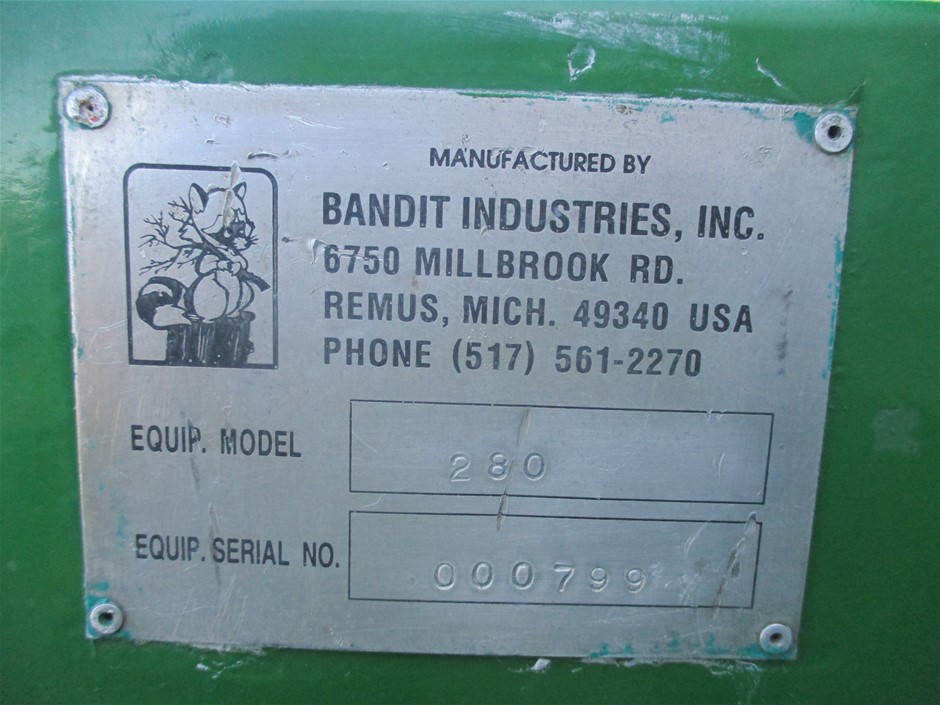 MANUFACTURED BY
BANDIT INDUSTRIES, INC.
6750 MILLBROOK RD.
REMUS, MICH. 49340 USA
PHONE (517) 561-2270
EQUIP. MODEL 280
EQUIP. SERIAL NO. 000799